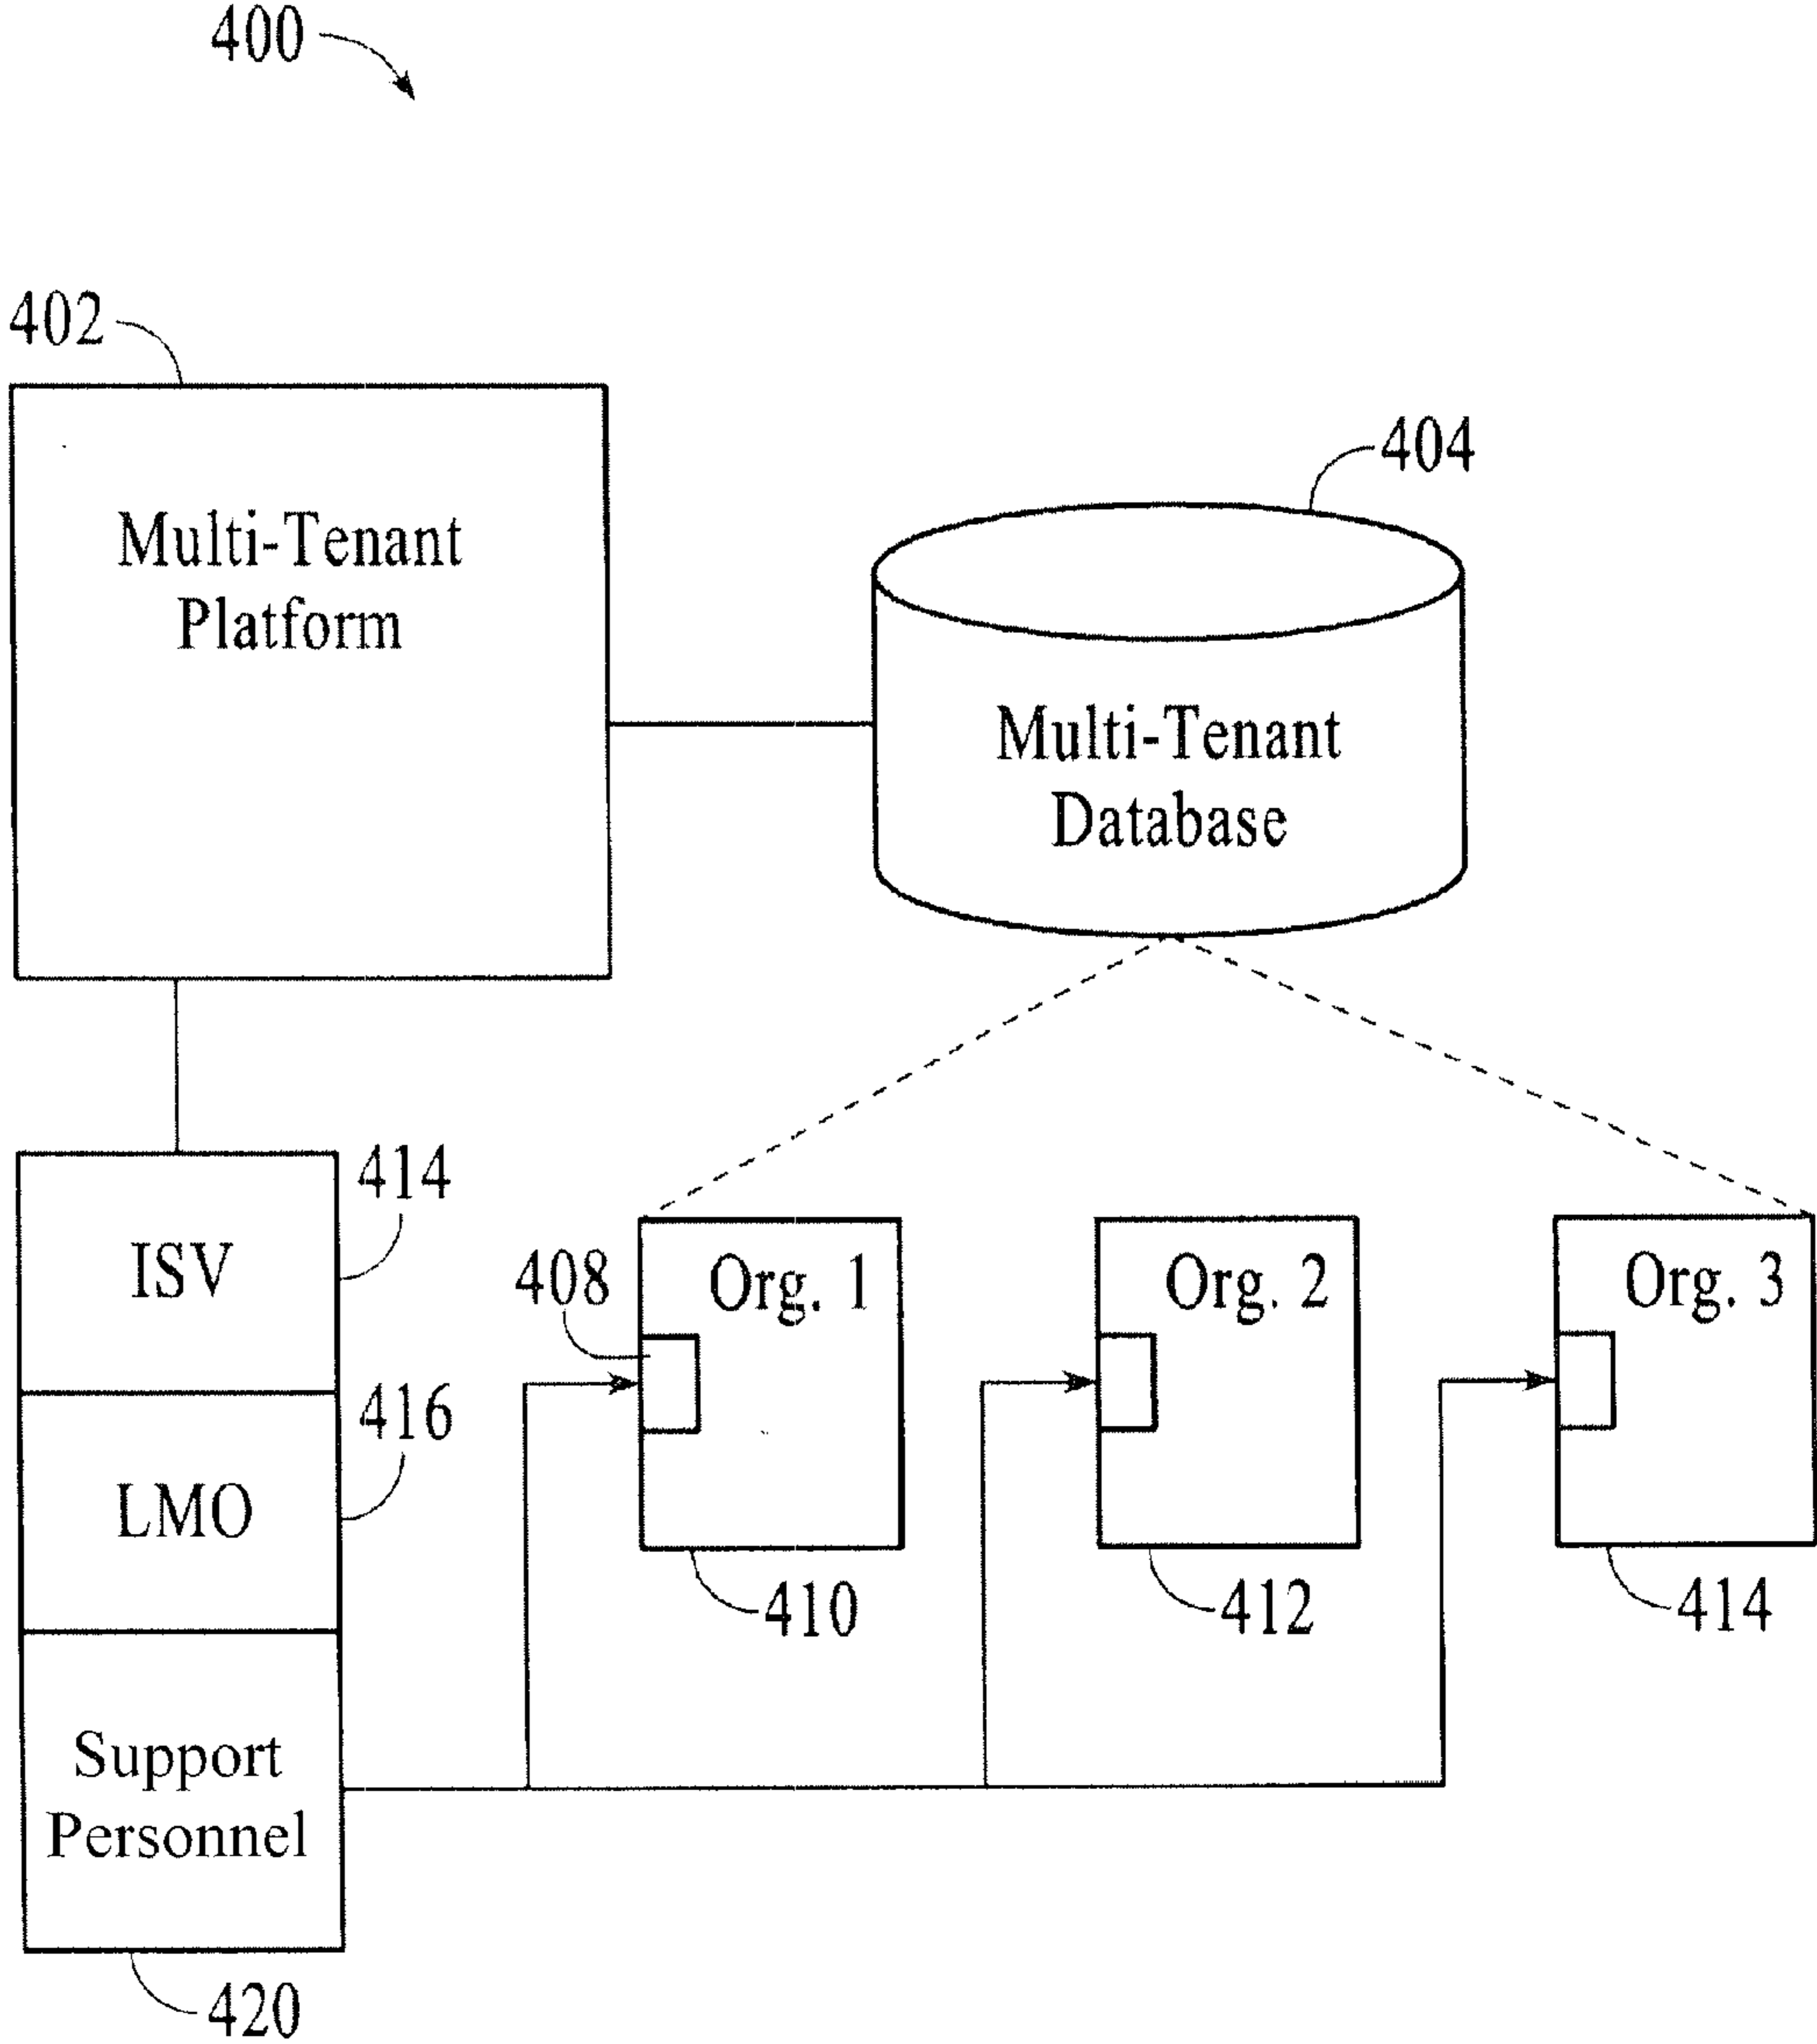 400
402
404
Multi-Tenant
Platform
Multi-Tenant
Database
414
ISV
408
Org. 1
Org. 2
Org. 3
416
LMO
410
412
414
Support
Personnel
420